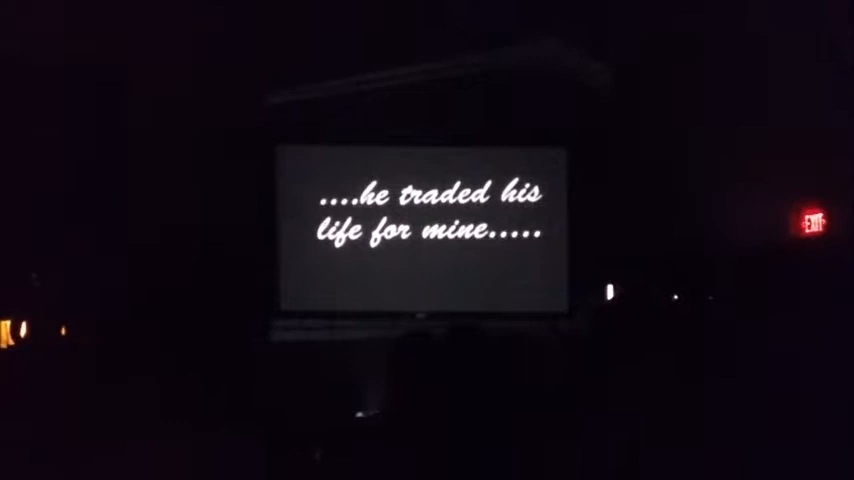 ....he traded his
life for mine.....
EXIT